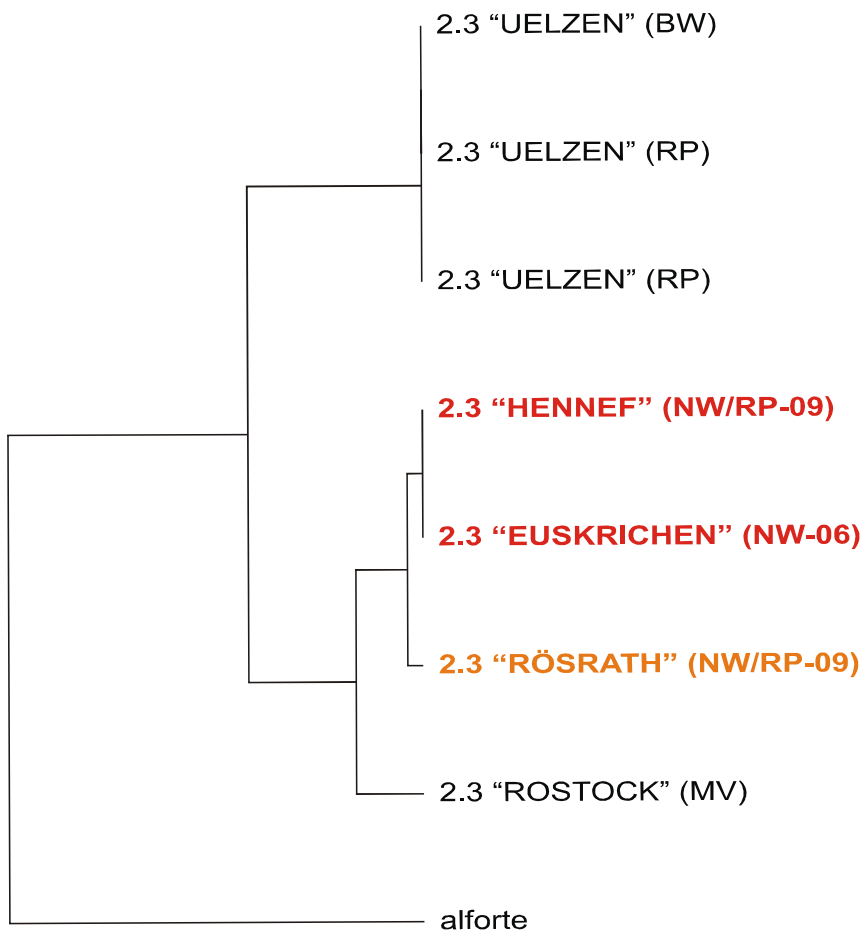 2.3 “UELZEN” (BW)
2.3 “UELZEN” (RP)
2.3 “UELZEN” (RP)
2.3 “HENNEF” (NW/RP-09)
2.3 “EUSKRICHEN” (NW-06)
2.3 “RÖSRATH” (NW/RP-09)
2.3 “ROSTOCK” (MV)
alforte